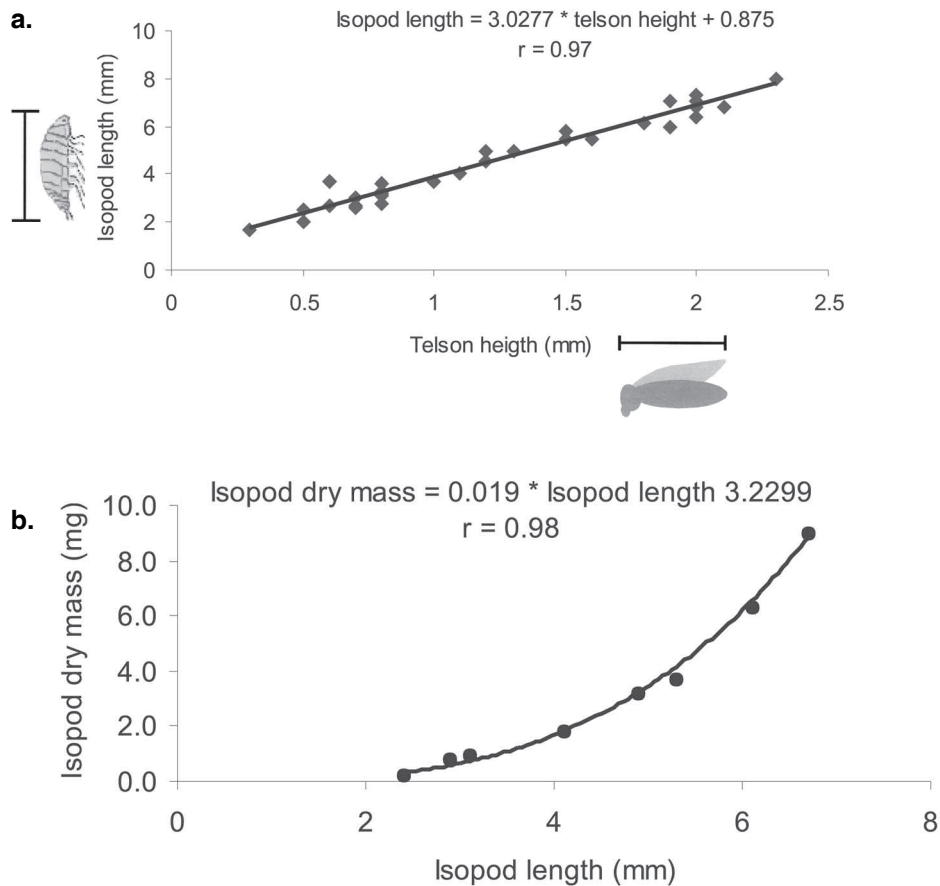 a.
Isopod length = 3.0277 * telson height + 0.875
r = 0.97
Isopod length (mm)
10
8
6
4
2
0
0 0.5 1 1.5 2 2.5
Telson heigth (mm)
b.
Isopod dry mass = 0.019 * Isopod length 3.2299
r = 0.98
Isopod dry mass (mg)
10.0
8.0
6.0
4.0
2.0
0.0
0 2 4 6 8
Isopod length (mm)